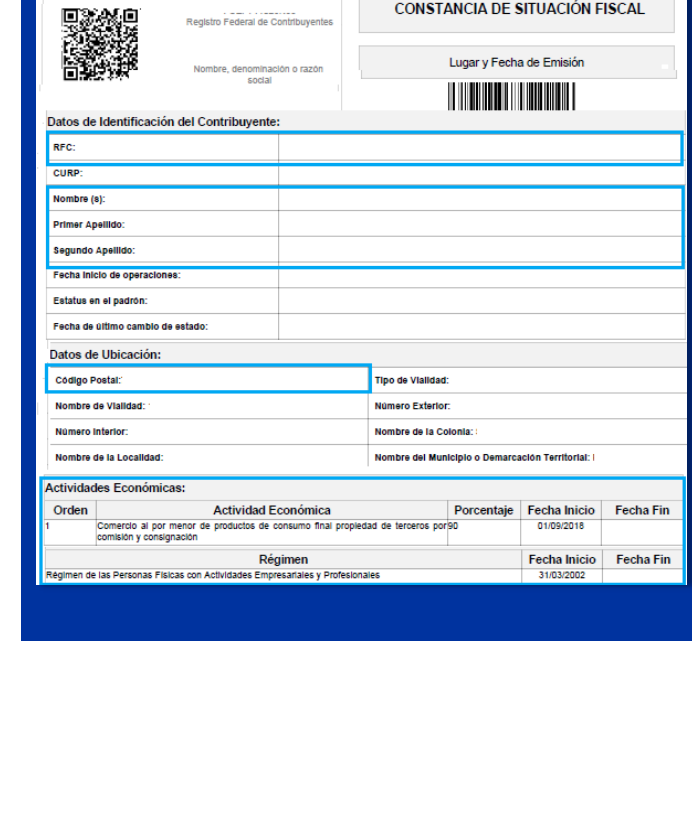 CONSTANCIA DE SITUACIÓN FISCAL
Registro Federal de Contribuyentes
Nombre, denominación o razón
social
Lugar y Fecha de Emisión
Datos de Identificación del Contribuyente:
RFC:
CURP:
Nombre (s):
Primer Apellido:
Segundo Apellido:
Fecha inicio de operaciones:
Estatus en el padrón:
Fecha de último cambio de estado:
Datos de Ubicación:
Código Postal: Tipo de Vialidad:
Nombre de Vialidad: Número Exterior:
Número Interior: Nombre de la Colonia:
Nombre de la Localidad: Nombre del Municipio o Demarcación Territorial:
Actividades Económicas:
Orden Actividad Económica Porcentaje Fecha Inicio Fecha Fin
1 Comercio al por menor de productos de consumo final propiedad de terceros por 90 01/09/2018
comisión y consignación
Régimen Fecha Inicio Fecha Fin
Régimen de las Personas Físicas con Actividades Empresariales y Profesionales 31/03/2002